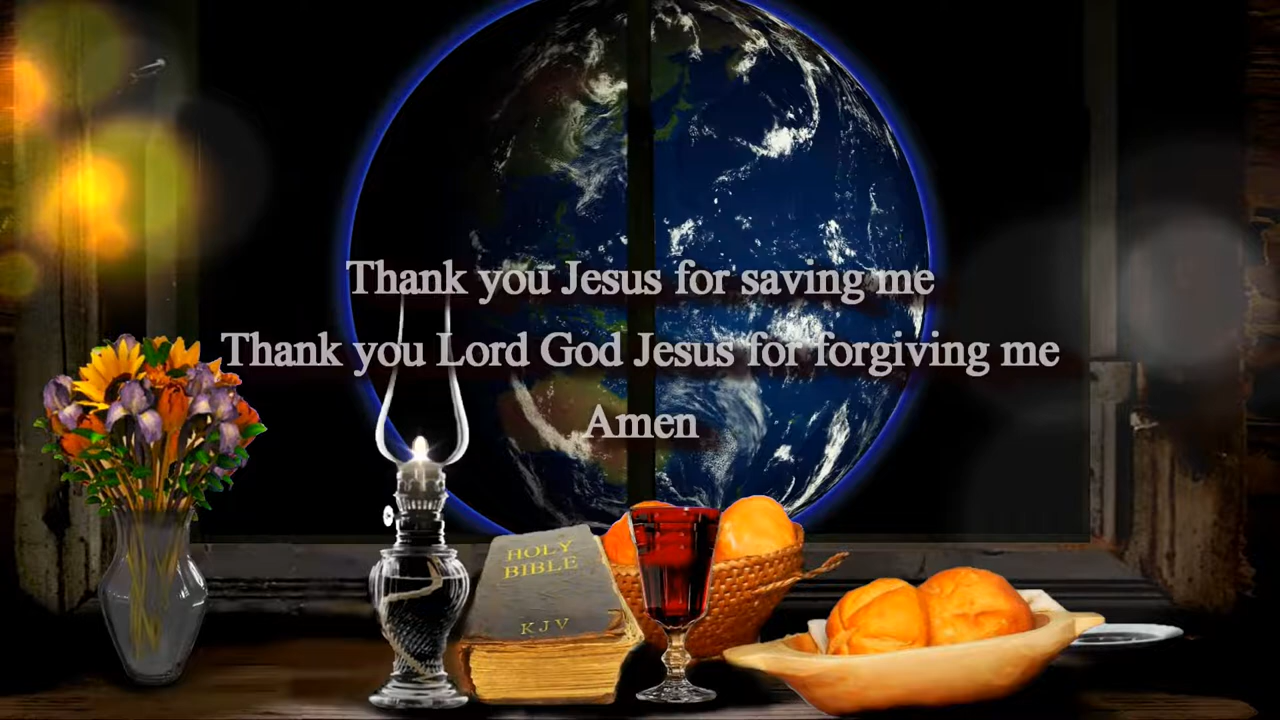 Thank you Jesus for saving me
Thank you Lord God Jesus for forgiving me
Amen
HOLY
BIBLE
KJV